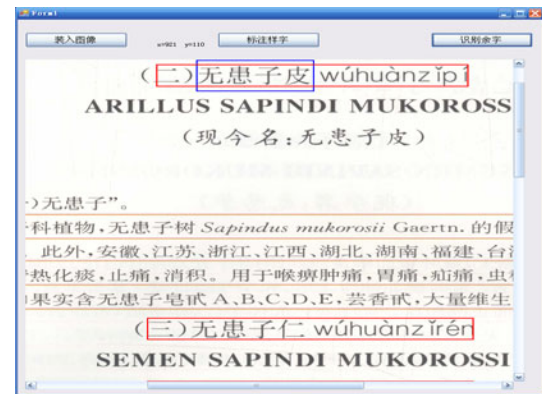 Form1
装入图像 x=921 y=110 标注样字 识别余字
(二)无患子皮 wúhuànzǐpí
ARILLUS SAPINDI MUKOROSS
(现今名:无患子皮)
)无患子”。
科植物,无患子树 Sapindus mukorosii Gaertn. 的假
此外,安徽、江苏、浙江、江西、湖北、湖南、福建、台
热化痰,止痛,消积。用于喉痹肿痛,胃痛,疝痛,虫
果实含无患子皂甙 A、B、C、D、E,芸香甙,大量维生
(三)无患子仁 wúhuànzǐrén
SEMEN SAPINDI MUKOROSSI